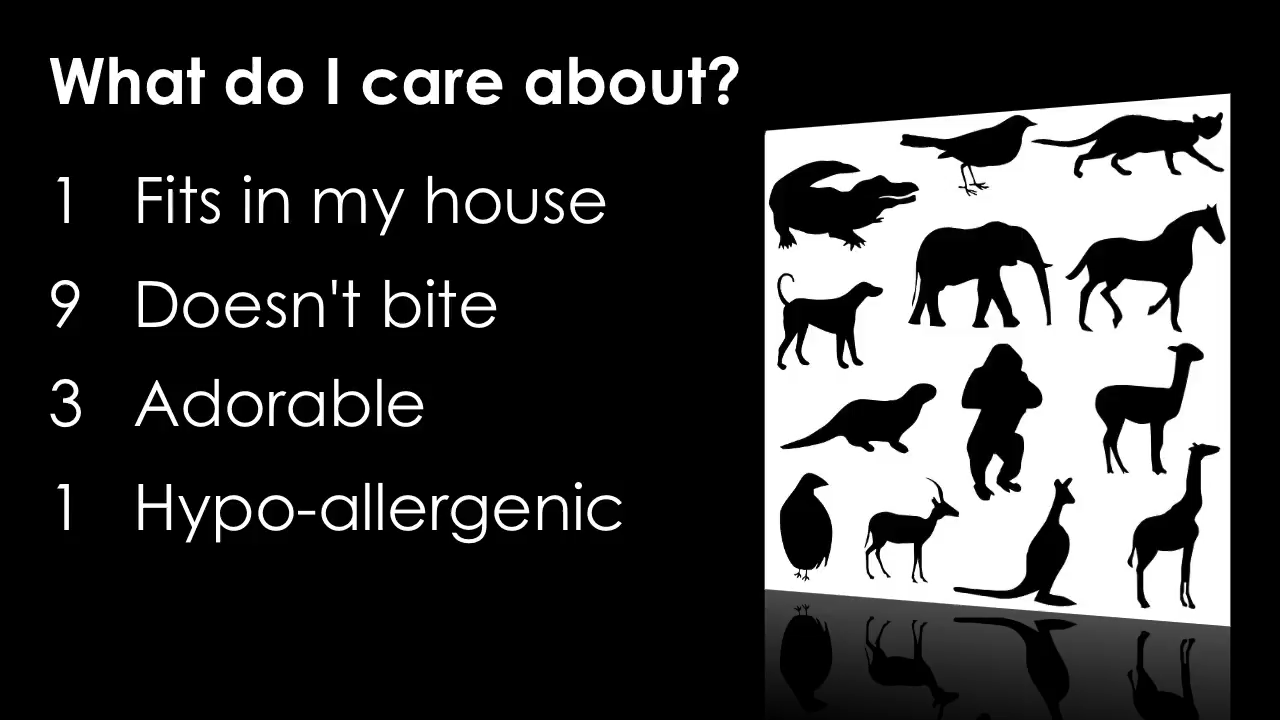 What do I care about?
1 Fits in my house
9 Doesn't bite
3 Adorable
1 Hypo-allergenic